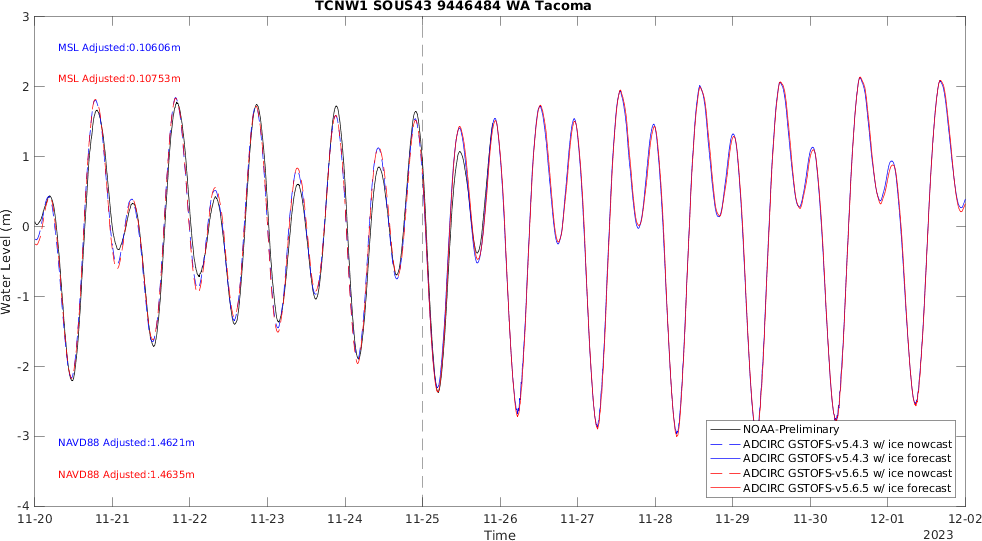 TCNW1 SOUS43 9446484 WA Tacoma
3
MSL Adjusted:0.10606m
MSL Adjusted:0.10753m
2
1
0
-1
-2
-3
-4
Water Level (m)
NAVD88 Adjusted:1.4621m
NAVD88 Adjusted:1.4635m
NOAA-Preliminary
ADCIRC GSTOFS-v5.4.3 w/ ice nowcast
ADCIRC GSTOFS-v5.4.3 w/ ice forecast
ADCIRC GSTOFS-v5.6.5 w/ ice nowcast
ADCIRC GSTOFS-v5.6.5 w/ ice forecast
11-20 11-21 11-22 11-23 11-24 11-25 11-26 11-27 11-28 11-29 11-30 12-01 12-02
Time
2023